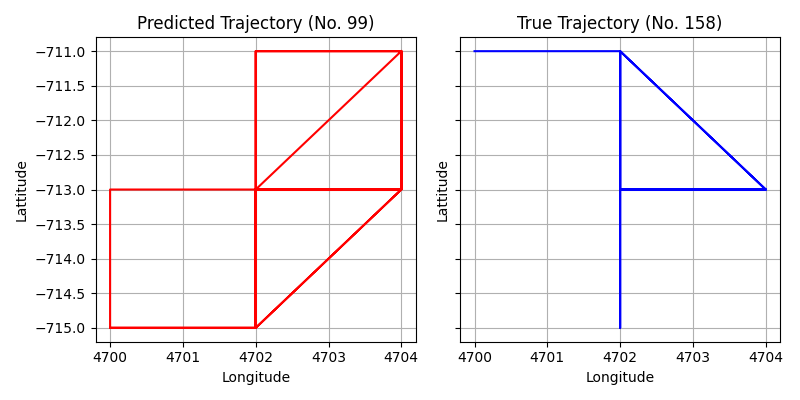 Predicted Trajectory (No. 99)
−711.0
−711.5
−712.0
−712.5
−713.0
−713.5
−714.0
−714.5
−715.0
Lattitude
4700 4701 4702 4703 4704
Longitude
True Trajectory (No. 158)
Lattitude
4700 4701 4702 4703 4704
Longitude